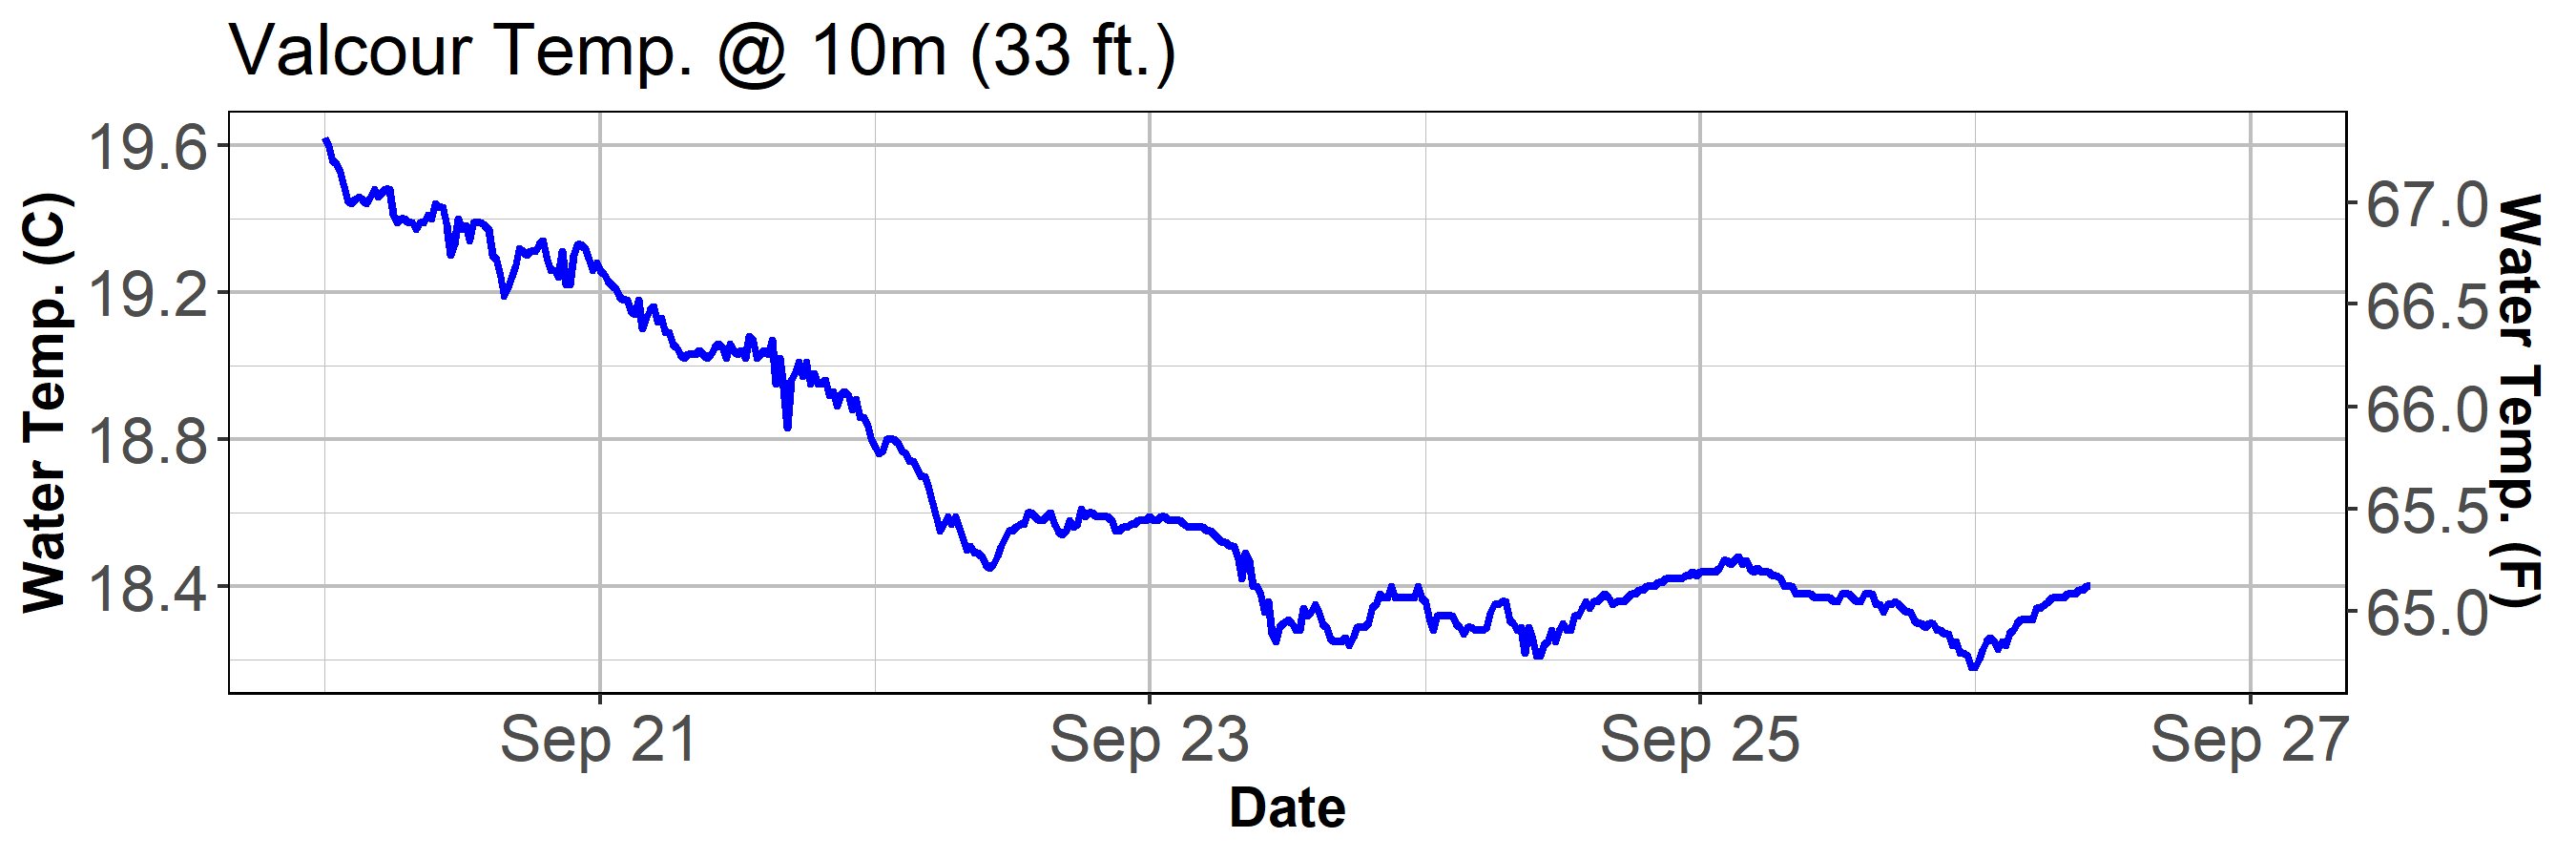 Valcour Temp. @ 10m (33 ft.)
Water Temp. (C)
19.6
19.2
18.8
18.4
67.0
66.5
66.0
65.5
65.0
Water Temp. (F)
Sep 21 Sep 23 Sep 25 Sep 27
Date